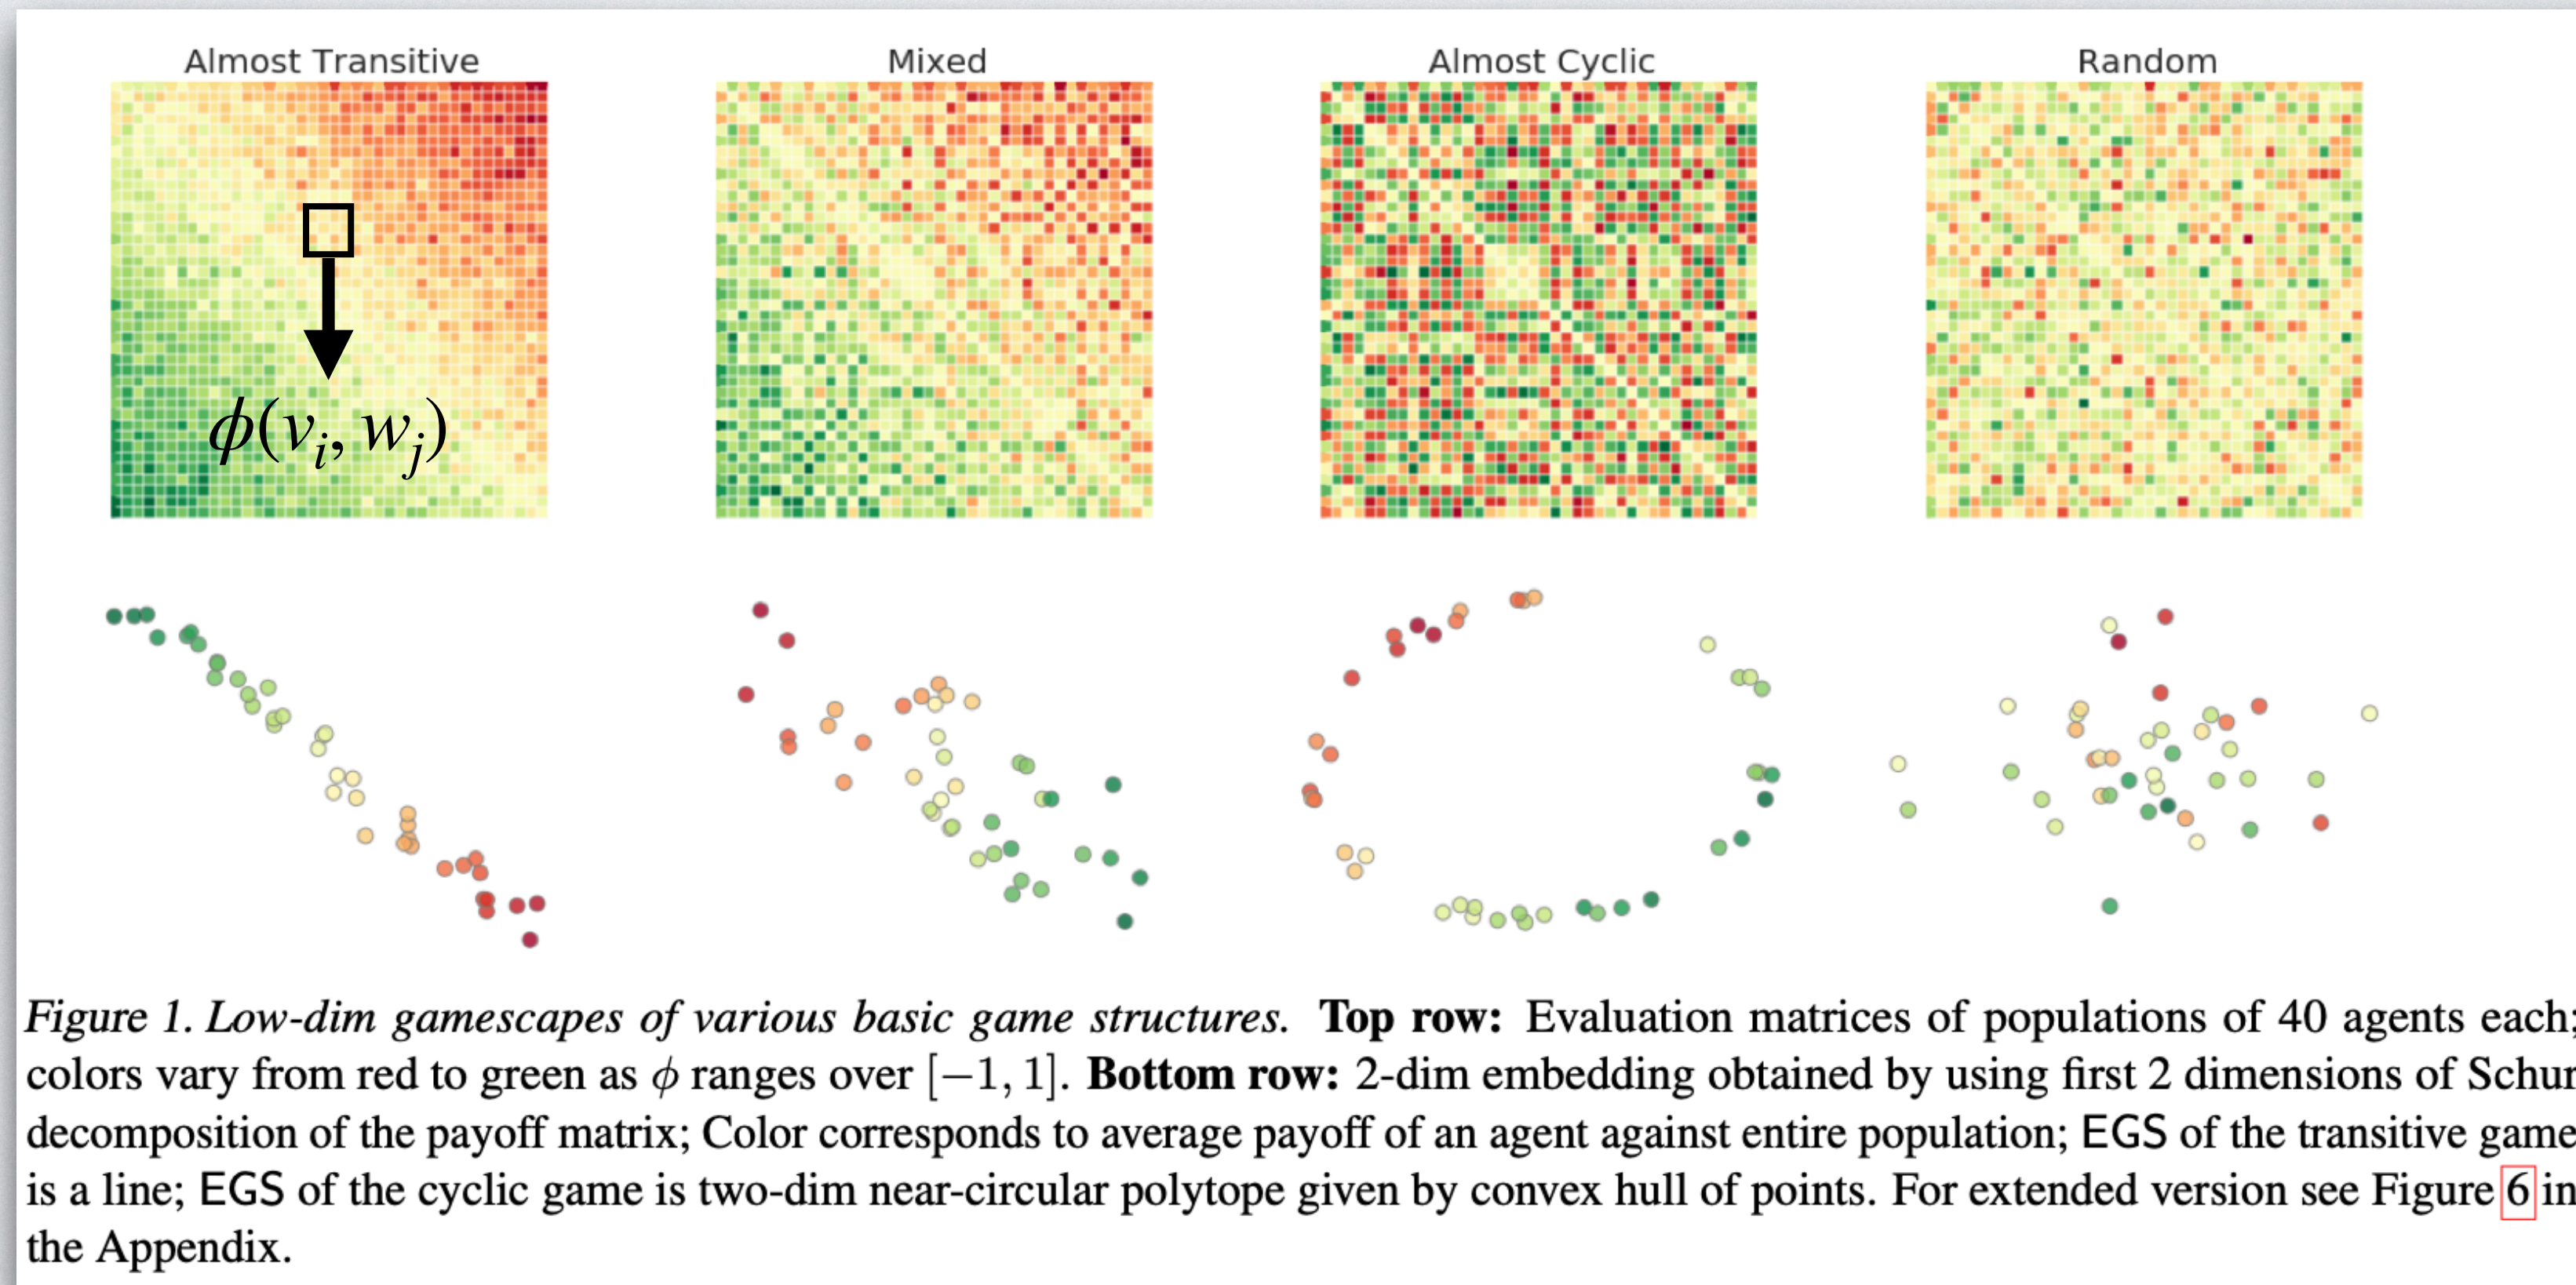 Almost Transitive Mixed Almost Cyclic Random
ϕ(vᵢ, wⱼ)
Figure 1. Low-dim gamescapes of various basic game structures. Top row: Evaluation matrices of populations of 40 agents each;
colors vary from red to green as ϕ ranges over [−1, 1]. Bottom row: 2-dim embedding obtained by using first 2 dimensions of Schur
decomposition of the payoff matrix; Color corresponds to average payoff of an agent against entire population; EGS of the transitive game
is a line; EGS of the cyclic game is two-dim near-circular polytope given by convex hull of points. For extended version see Figure 6 in
the Appendix.